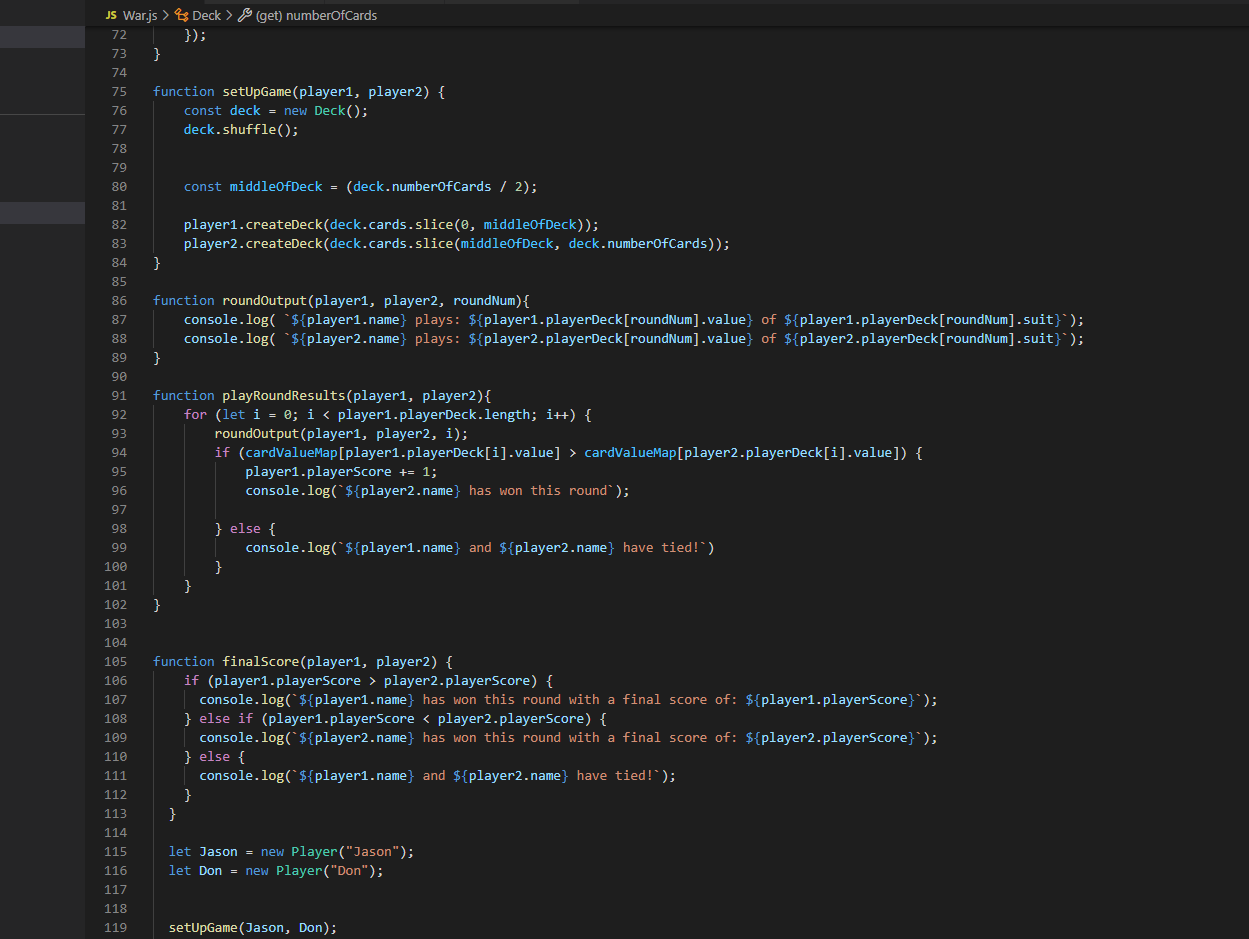 JS War.js > Deck > (get) numberOfCards
72         });
73     }
74
75     function setUpGame(player1, player2) {
76         const deck = new Deck();
77         deck.shuffle();
78
79
80         const middleOfDeck = (deck.numberOfCards / 2);
81
82         player1.createDeck(deck.cards.slice(0, middleOfDeck));
83         player2.createDeck(deck.cards.slice(middleOfDeck, deck.numberOfCards));
84     }
85
86     function roundOutput(player1, player2, roundNum){
87         console.log( `${player1.name} plays: ${player1.playerDeck[roundNum].value} of ${player1.playerDeck[roundNum].suit}`);
88         console.log( `${player2.name} plays: ${player2.playerDeck[roundNum].value} of ${player2.playerDeck[roundNum].suit}`);
89     }
90
91     function playRoundResults(player1, player2){
92         for (let i = 0; i < player1.playerDeck.length; i++) {
93             roundOutput(player1, player2, i);
94             if (cardValueMap[player1.playerDeck[i].value] > cardValueMap[player2.playerDeck[i].value]) {
95                 player1.playerScore += 1;
96                 console.log(`${player2.name} has won this round`);
97
98             } else {
99                 console.log(`${player1.name} and ${player2.name} have tied!`)
100             }
101         }
102     }
103
104
105     function finalScore(player1, player2) {
106         if (player1.playerScore > player2.playerScore) {
107           console.log(`${player1.name} has won this round with a final score of: ${player1.playerScore}`);
108         } else if (player1.playerScore < player2.playerScore) {
109           console.log(`${player2.name} has won this round with a final score of: ${player2.playerScore}`);
110         } else {
111           console.log(`${player1.name} and ${player2.name} have tied!`);
112         }
113       }
114
115       let Jason = new Player("Jason");
116       let Don = new Player("Don");
117
118
119       setUpGame(Jason, Don);